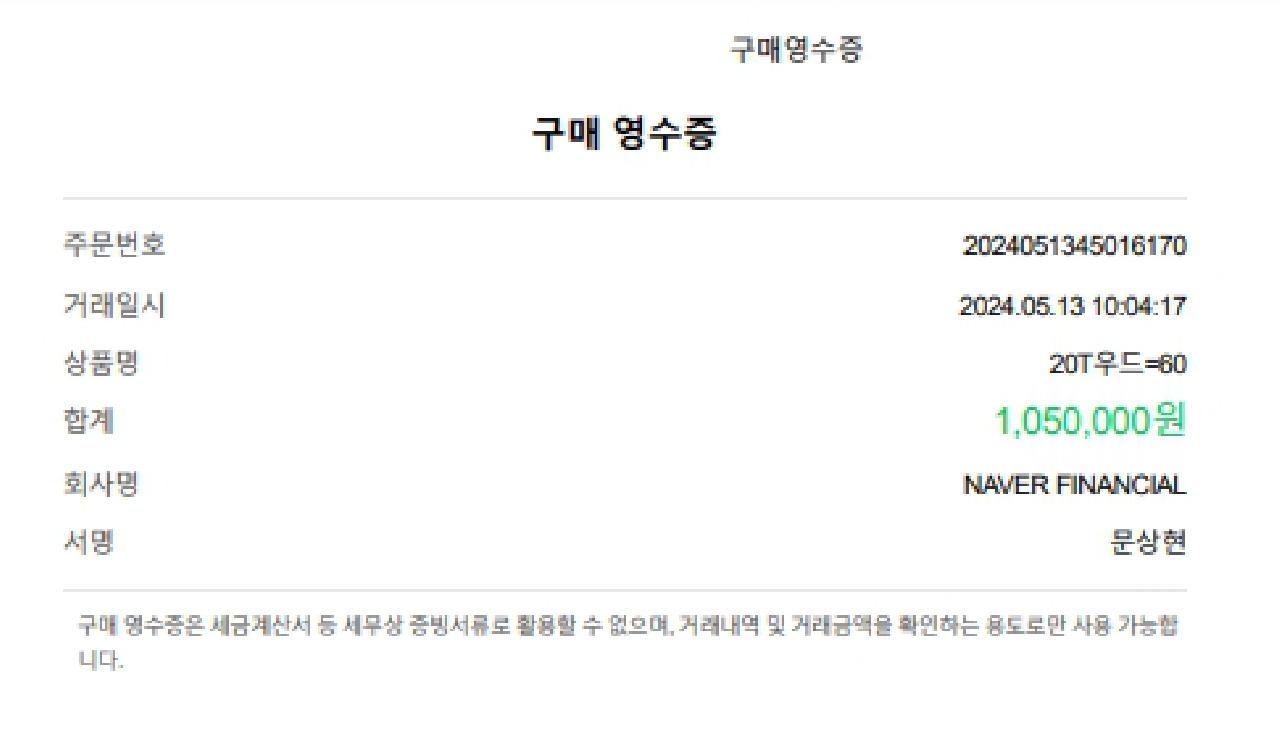 구매영수증
구매 영수증
주문번호 2024051345016170
거래일시 2024.05.13 10:04:17
상품명 20T우드=60
합계 1,050,000원
회사명 NAVER FINANCIAL
서명 문상현
구매 영수증은 세금계산서 등 세무상 증빙서류로 활용할 수 없으며, 거래내역 및 거래금액을 확인하는 용도로만 사용 가능합
니다.